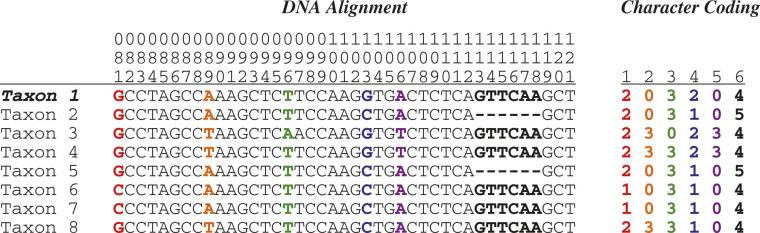 DNA Alignment Character Coding
00000000000000000001111111111111111111111
88888888899999999990000000000111111111122
12345678901234567890123456789012345678901 1 2 3 4 5 6
Taxon 1 GCCTAGCCAAAGCTCTTCCAAGGTGACTCTCAGTTCAAGCT 2 0 3 2 0 4
Taxon 2 GCCTAGCCAAAGCTCTTCCAAGCTGACTCTCA------GCT 2 0 3 1 0 5
Taxon 3 GCCTAGCCTAAGCTCAACCAAGGTGTCTCTCAGTTCAAGCT 2 3 0 2 3 4
Taxon 4 GCCTAGCCTAAGCTCTTCCAAGGTGTCTCTCAGTTCAAGCT 2 3 3 2 3 4
Taxon 5 GCCTAGCCAAAGCTCTTCCAAGCTGACTCTCA------GCT 2 0 3 1 0 5
Taxon 6 CCCTAGCCAAAGCTCTTCCAAGCTGACTCTCAGTTCAAGCT 1 0 3 1 0 4
Taxon 7 CCCTAGCCAAAGCTCTTCCAAGCTGACTCTCAGTTCAAGCT 1 0 3 1 0 4
Taxon 8 GCCTAGCCTAAGCTCTTCCAAGCTGACTCTCAGTTCAAGCT 2 3 3 1 0 4